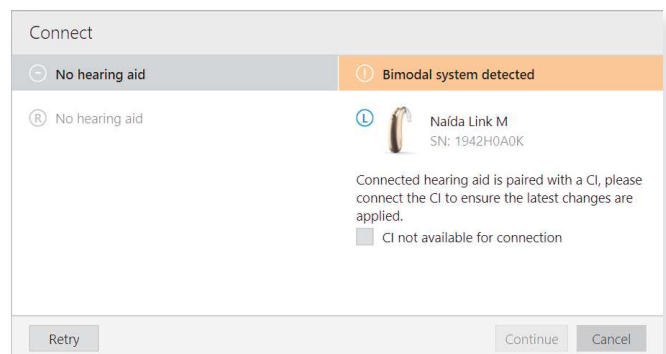 Connect
No hearing aid
Bimodal system detected
R No hearing aid
L Naída Link M
SN: 1942H0A0K
Connected hearing aid is paired with a CI, please
connect the CI to ensure the latest changes are
applied.
CI not available for connection
Retry
Continue
Cancel